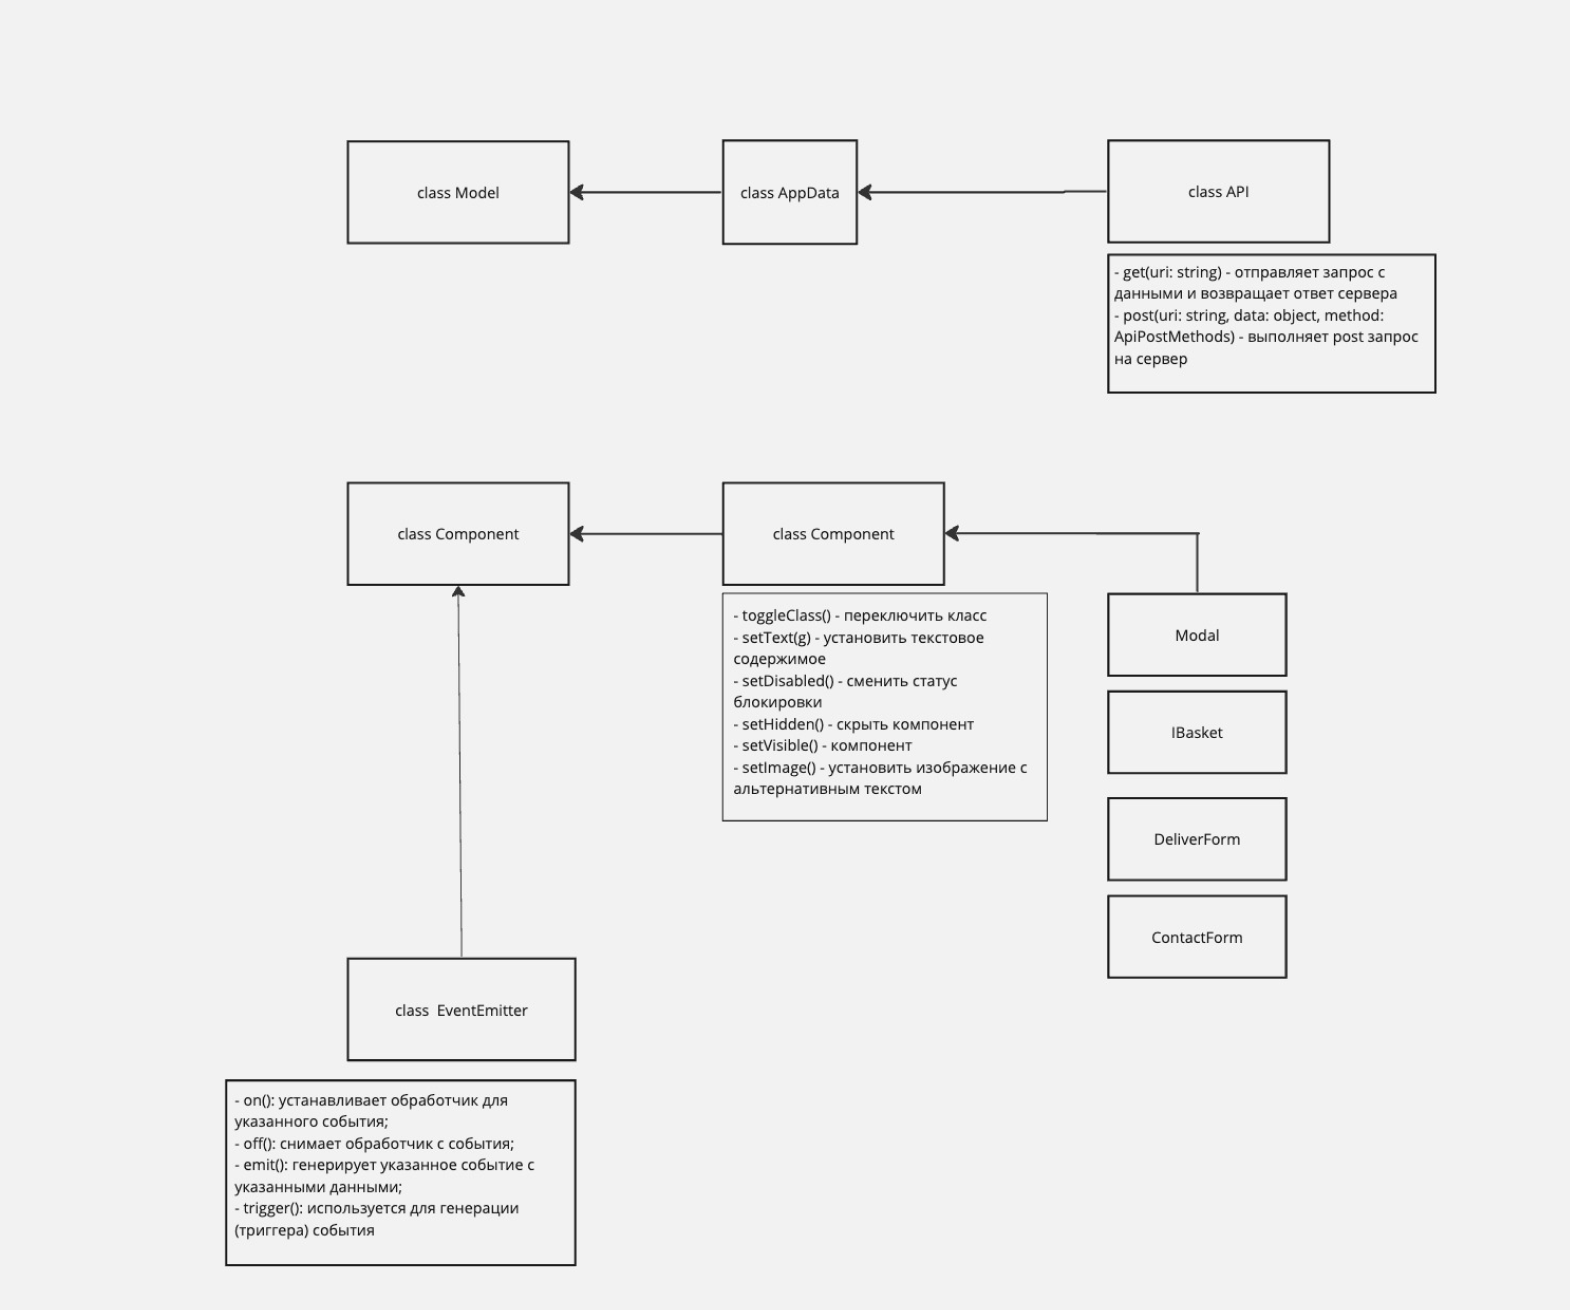 class Model
class AppData
class API
- get(uri: string) - отправляет запрос с
данными и возвращает ответ сервера
- post(uri: string, data: object, method:
ApiPostMethods) - выполняет post запрос
на сервер
class Component
class Component
- toggleClass() - переключить класс
- setText(g) - установить текстовое
содержимое
- setDisabled() - сменить статус
блокировки
- setHidden() - скрыть компонент
- setVisible() - компонент
- setImage() - установить изображение с
альтернативным текстом
Modal
IBasket
DeliverForm
ContactForm
class  EventEmitter
- on(): устанавливает обработчик для
указанного события;
- off(): снимает обработчик с события;
- emit(): генерирует указанное событие с
указанными данными;
- trigger(): используется для генерации
(триггера) события